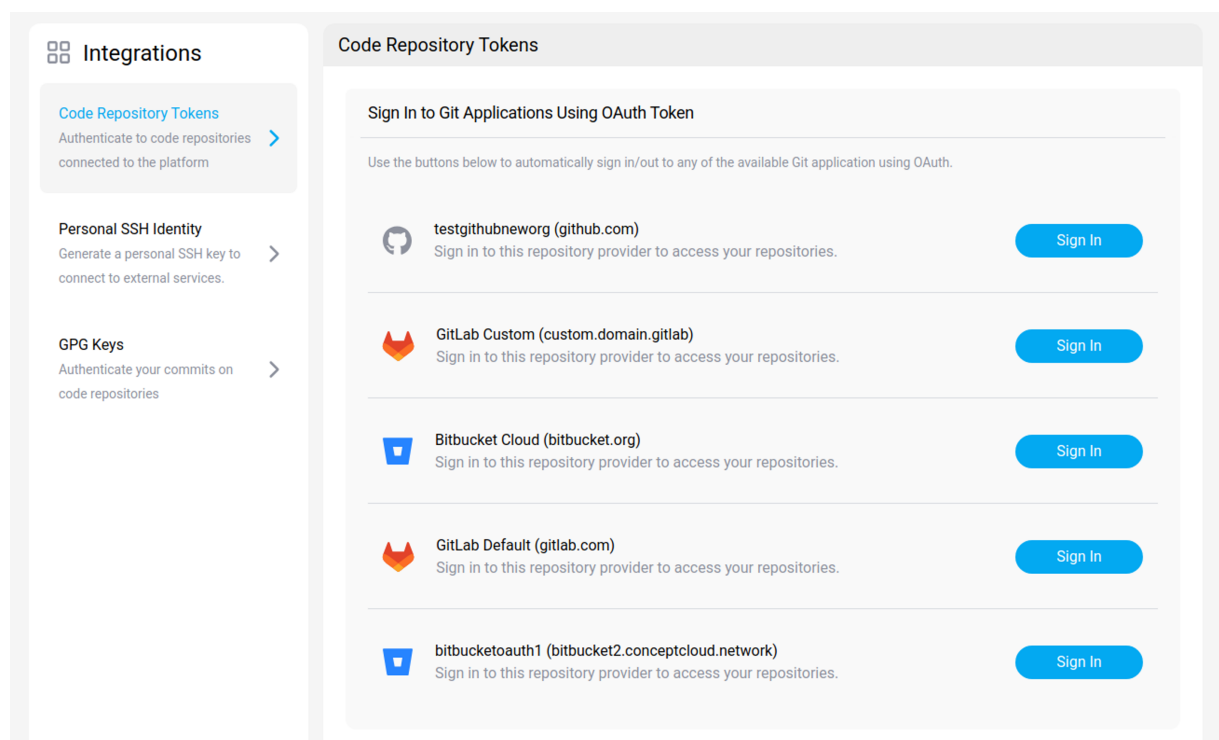 Integrations
Code Repository Tokens
Authenticate to code repositories
connected to the platform
Personal SSH Identity
Generate a personal SSH key to
connect to external services.
GPG Keys
Authenticate your commits on
code repositories
Code Repository Tokens
Sign In to Git Applications Using OAuth Token
Use the buttons below to automatically sign in/out to any of the available Git application using OAuth.
testgithubneworg (github.com)
Sign in to this repository provider to access your repositories.
Sign In
GitLab Custom (custom.domain.gitlab)
Sign in to this repository provider to access your repositories.
Sign In
Bitbucket Cloud (bitbucket.org)
Sign in to this repository provider to access your repositories.
Sign In
GitLab Default (gitlab.com)
Sign in to this repository provider to access your repositories.
Sign In
bitbucketoauth1 (bitbucket2.conceptcloud.network)
Sign in to this repository provider to access your repositories.
Sign In